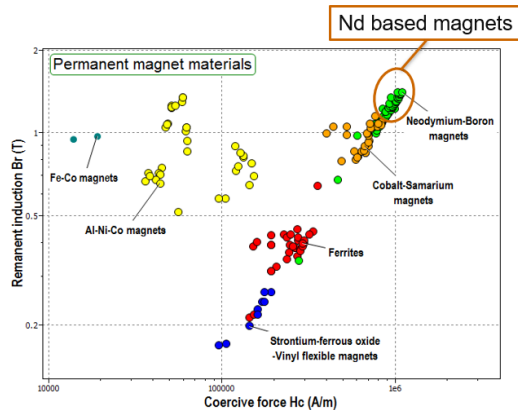 Nd based magnets
Permanent magnet materials
2
1
0.5
0.2
Remanent induction Br (T)
Neodymium-Boron
magnets
Fe-Co magnets
Cobalt-Samarium
magnets
Al-Ni-Co magnets
Ferrites
Strontium-ferrous oxide
-Vinyl flexible magnets
10000
100000
1e6
Coercive force Hc (A/m)